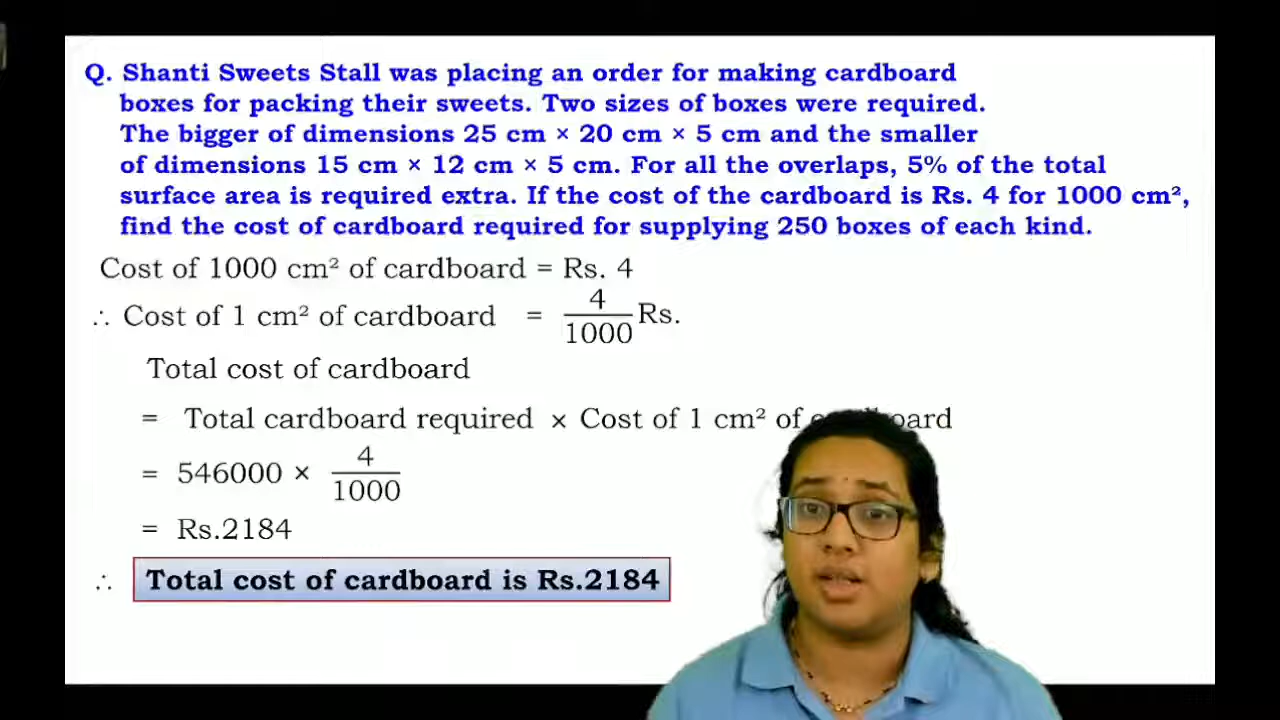 Q. Shanti Sweets Stall was placing an order for making cardboard
boxes for packing their sweets. Two sizes of boxes were required.
The bigger of dimensions 25 cm × 20 cm × 5 cm and the smaller
of dimensions 15 cm × 12 cm × 5 cm. For all the overlaps, 5% of the total
surface area is required extra. If the cost of the cardboard is Rs. 4 for 1000 cm²,
find the cost of cardboard required for supplying 250 boxes of each kind.
Cost of 1000 cm² of cardboard = Rs. 4
∴ Cost of 1 cm² of cardboard = 4/1000 Rs.
Total cost of cardboard
= Total cardboard required × Cost of 1 cm² of
= 546000 × 4/1000
= Rs.2184
∴ Total cost of cardboard is Rs.2184